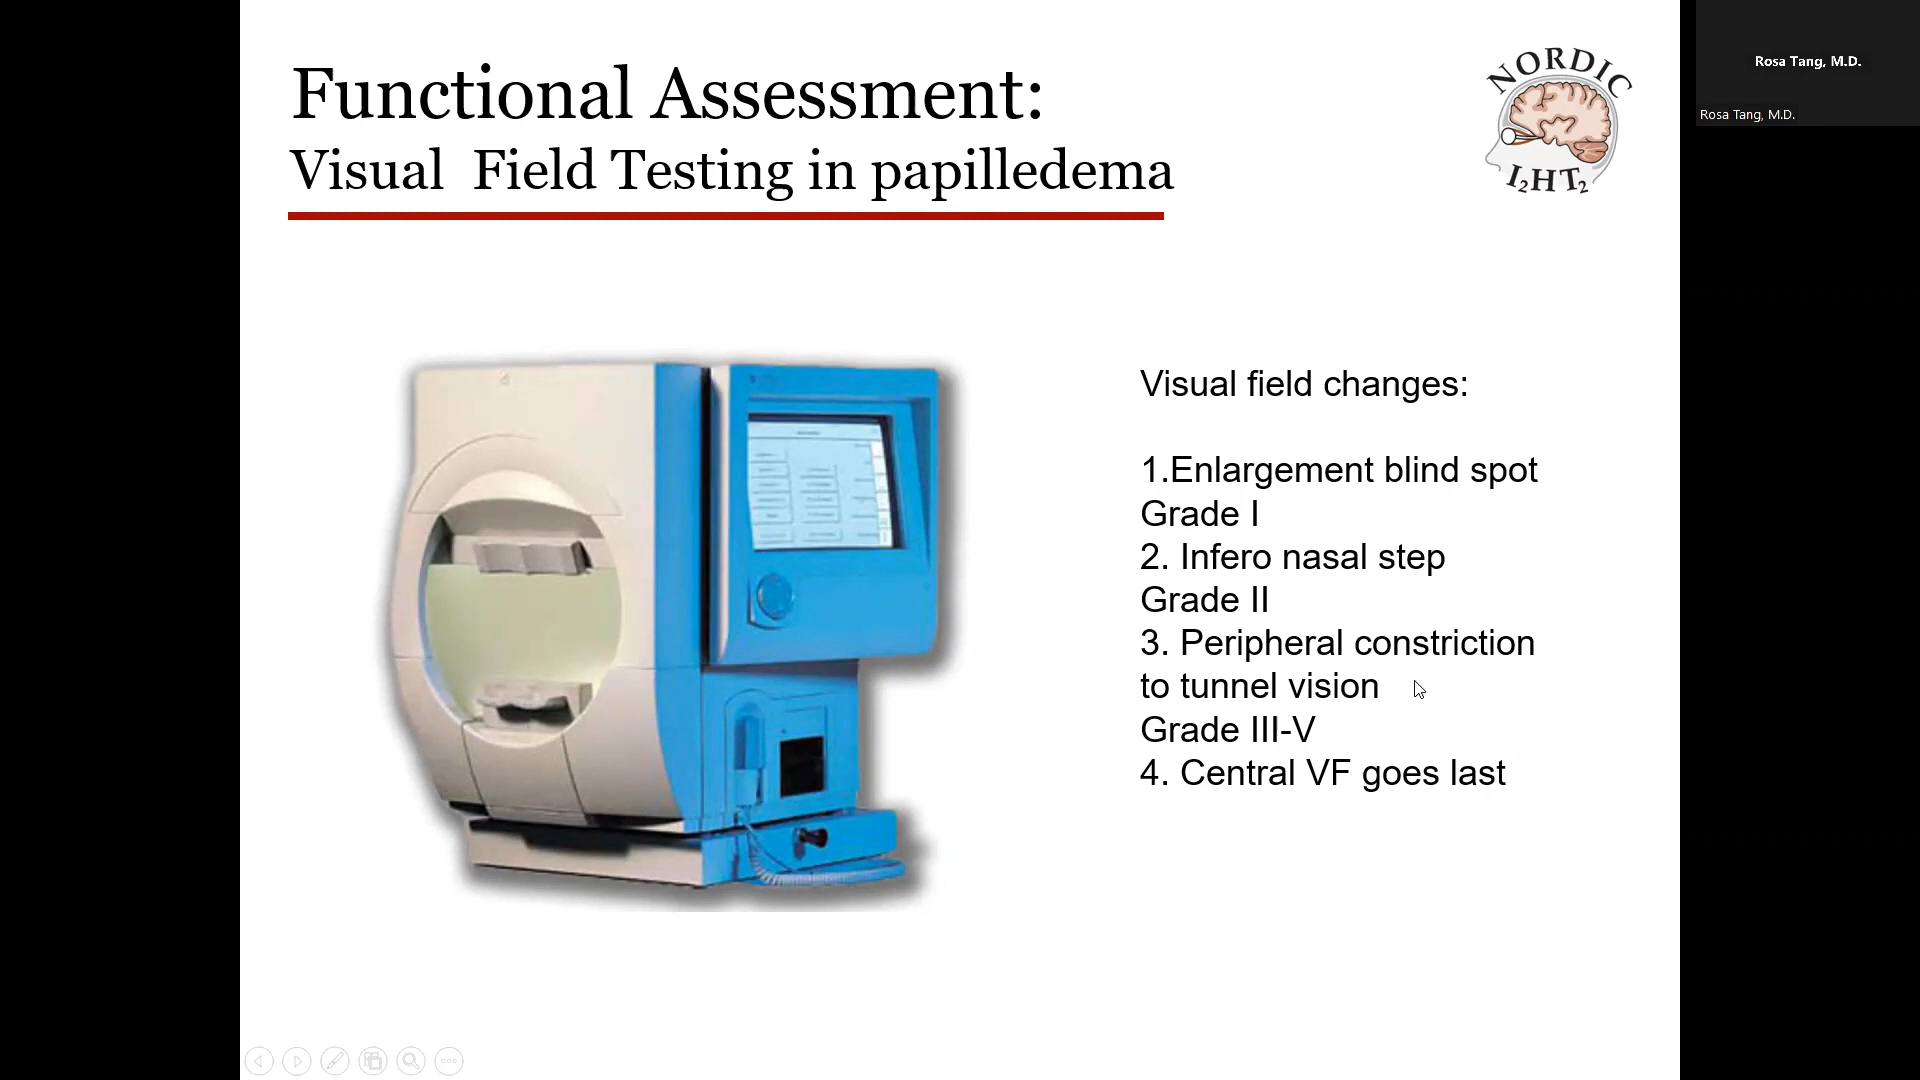 Functional Assessment:
Visual Field Testing in papilledema
NORDIC
I₂HT₂
Rosa Tang, M.D.
Rosa Tang, M.D.
Visual field changes:
1.Enlargement blind spot
Grade I
2. Infero nasal step
Grade II
3. Peripheral constriction
to tunnel vision
Grade III-V
4. Central VF goes last